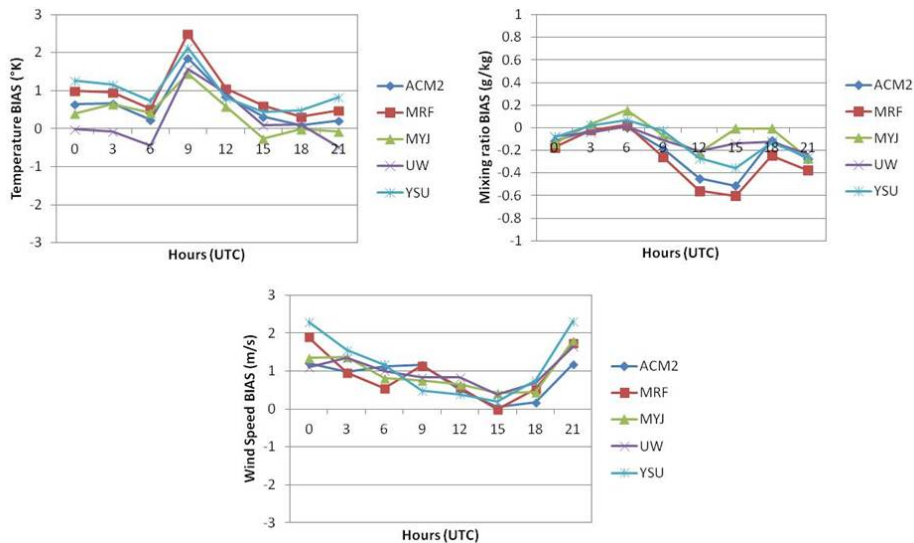 3
2
1
0
-1
-2
-3
Temperature BIAS (°K)
0 3 6 9 12 15 18 21
Hours (UTC)
ACM2
MRF
MYJ
UW
YSU
1
0.8
0.6
0.4
0.2
0
-0.2
-0.4
-0.6
-0.8
-1
Mixing ratio BIAS (g/kg)
0 3 6 9 12 15 18 21
Hours (UTC)
ACM2
MRF
MYJ
UW
YSU
3
2
1
0
-1
-2
-3
Wind Speed BIAS (m/s)
0 3 6 9 12 15 18 21
Hours (UTC)
ACM2
MRF
MYJ
UW
YSU